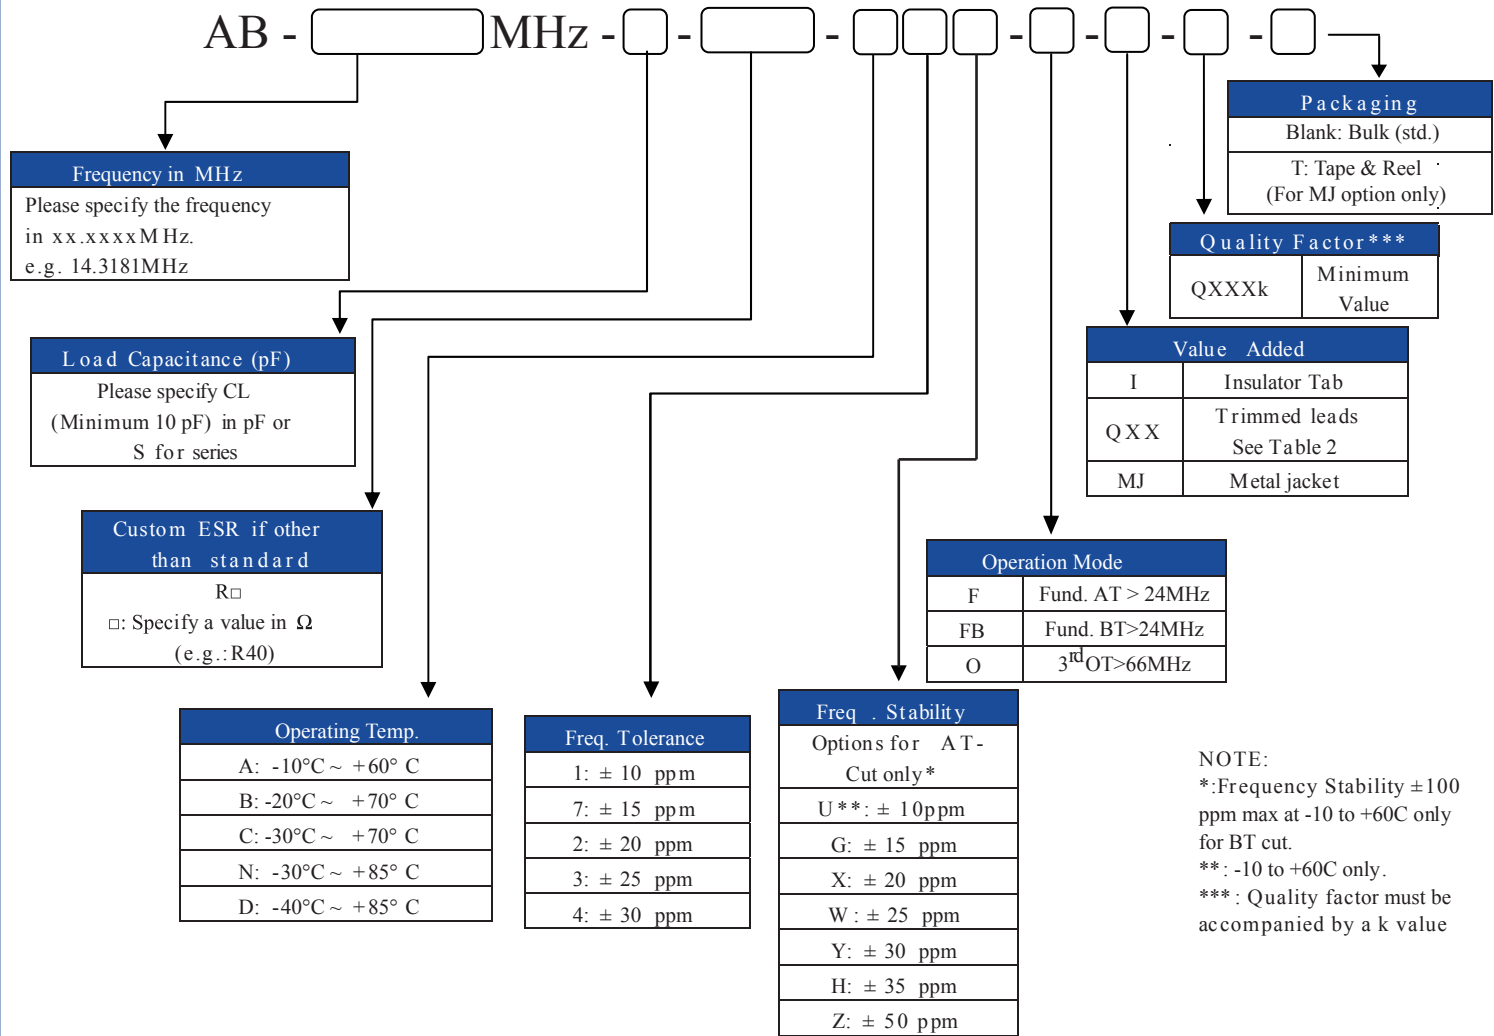 AB - MHz - - - - - - -
Packaging
Blank: Bulk (std.)
T: Tape & Reel
(For MJ option only)
Frequency in MHz
Please specify the frequency
in xx.xxxxMHz.
e.g. 14.3181MHz
Quality Factor***
QXXXk
Minimum
Value
Load Capacitance (pF)
Please specify CL
(Minimum 10 pF) in pF or
S for series
Value Added
I
Insulator Tab
QXX
Trimmed leads
See Table 2
MJ
Metal jacket
Custom ESR if other
than standard
R□
□: Specify a value in Ω
(e.g.:R40)
Operation Mode
F
Fund. AT > 24MHz
FB
Fund. BT>24MHz
O
3rdOT>66MHz
Operating Temp.
A: -10°C ~ +60° C
B: -20°C ~ +70° C
C: -30°C ~ +70° C
N: -30°C ~ +85° C
D: -40°C ~ +85° C
Freq. Tolerance
1: ± 10 ppm
7: ± 15 ppm
2: ± 20 ppm
3: ± 25 ppm
4: ± 30 ppm
Freq . Stability
Options for AT-
Cut only*
U**: ± 10ppm
G: ± 15 ppm
X: ± 20 ppm
W : ± 25 ppm
Y: ± 30 ppm
H: ± 35 ppm
Z: ± 50 ppm
NOTE:
*:Frequency Stability ±100
ppm max at -10 to +60C only
for BT cut.
**: -10 to +60C only.
***: Quality factor must be
accompanied by a k value